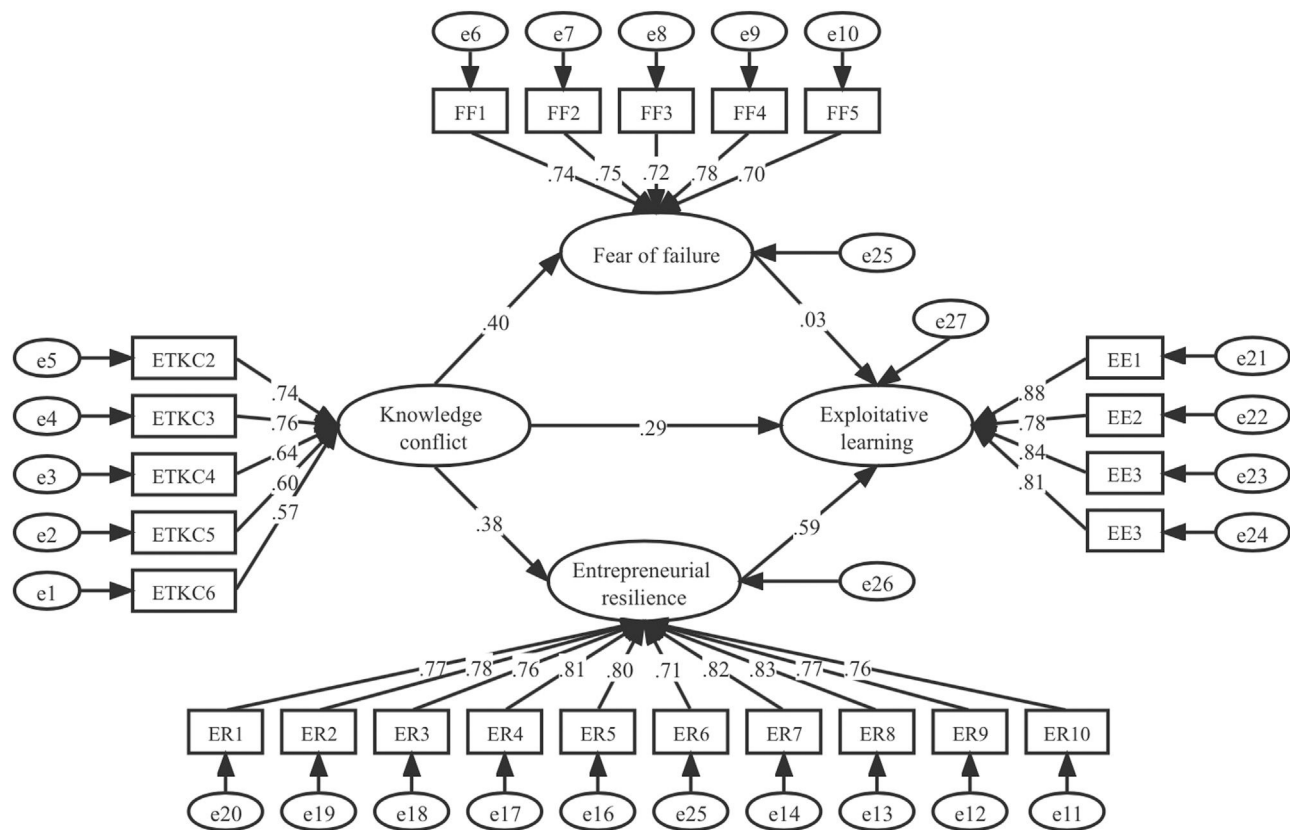 e6
e7
e8
e9
e10
FF1
FF2
FF3
FF4
FF5
.74
.75
.72
.78
.70
Fear of failure
e25
.40
.03
e27
e5
ETKC2
e4
ETKC3
e3
ETKC4
e2
ETKC5
e1
ETKC6
.74
.76
.64
.60
.57
Knowledge
conflict
.29
Exploitative
learning
.88
.78
.84
.81
EE1
e21
EE2
e22
EE3
e23
EE3
e24
.38
.59
Entrepreneurial
resilience
e26
.77
.78
.76
.81
.80
.71
.82
.83
.77
.76
ER1
ER2
ER3
ER4
ER5
ER6
ER7
ER8
ER9
ER10
e20
e19
e18
e17
e16
e25
e14
e13
e12
e11